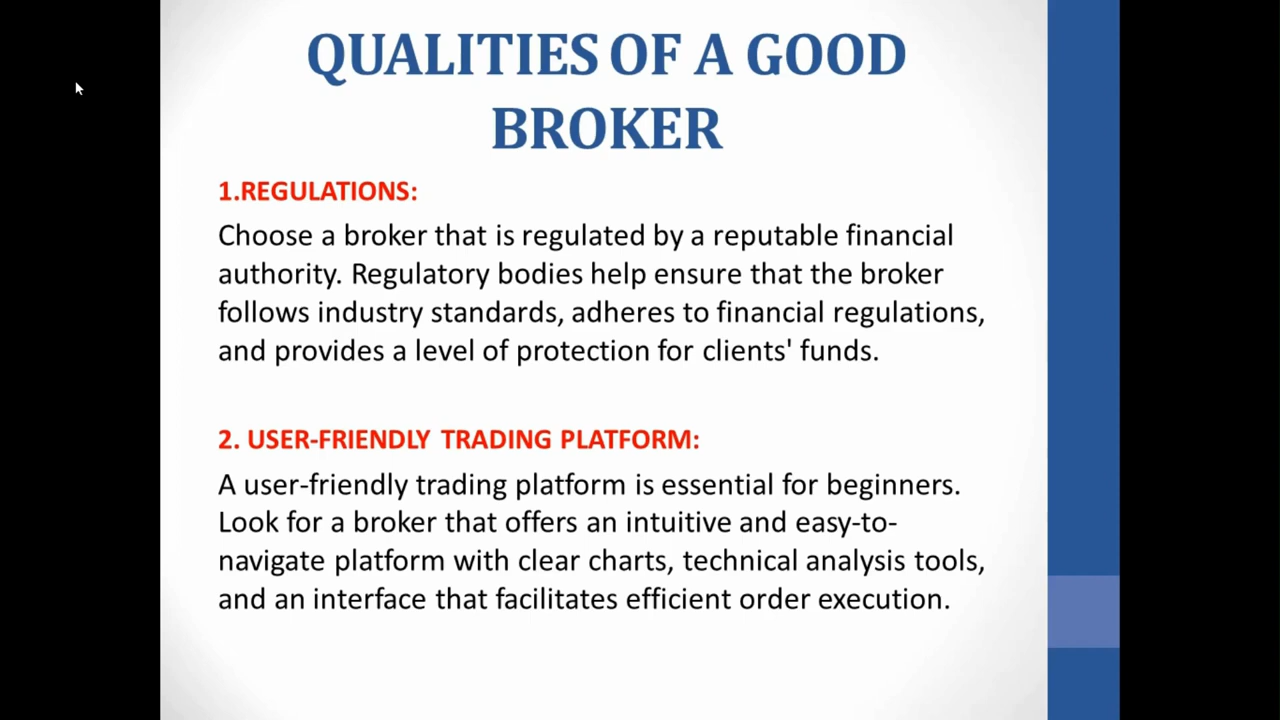 QUALITIES OF A GOOD
BROKER
1.REGULATIONS:
Choose a broker that is regulated by a reputable financial
authority. Regulatory bodies help ensure that the broker
follows industry standards, adheres to financial regulations,
and provides a level of protection for clients' funds.
2. USER-FRIENDLY TRADING PLATFORM:
A user-friendly trading platform is essential for beginners.
Look for a broker that offers an intuitive and easy-to-
navigate platform with clear charts, technical analysis tools,
and an interface that facilitates efficient order execution.